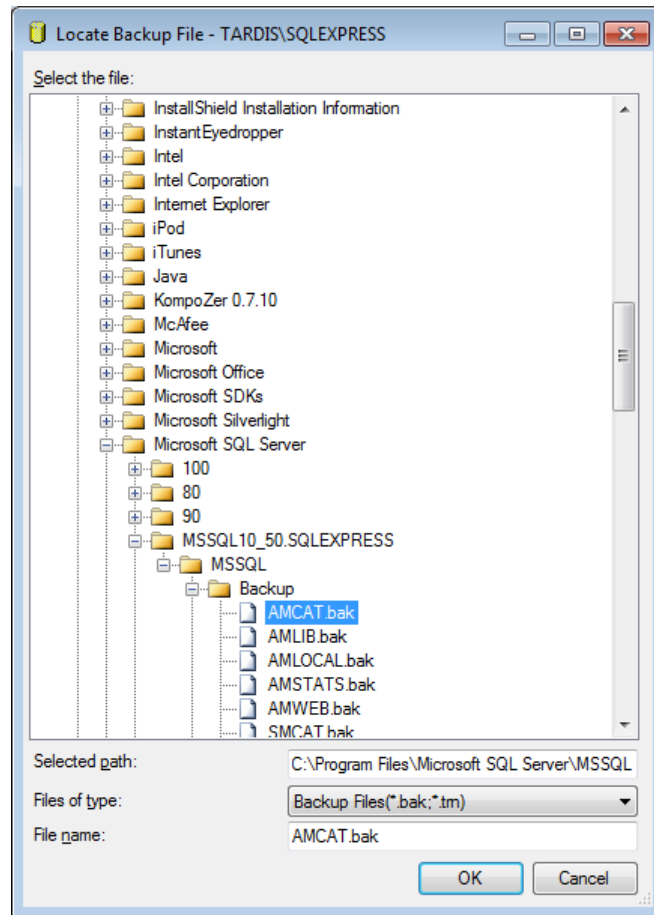 Locate Backup File - TARDIS\SQLEXPRESS
Select the file:
InstallShield Installation Information
InstantEyedropper
Intel
Intel Corporation
Internet Explorer
iPod
iTunes
Java
KompoZer 0.7.10
McAfee
Microsoft
Microsoft Office
Microsoft SDKs
Microsoft Silverlight
Microsoft SQL Server
100
80
90
MSSQL10_50.SQLEXPRESS
MSSQL
Backup
AMCAT.bak
AMLIB.bak
AMLOCAL.bak
AMSTATS.bak
AMWEB.bak
SMCAT.bak
Selected path: C:\Program Files\Microsoft SQL Server\MSSQL
Files of type: Backup Files(*.bak;*.trn)
File name: AMCAT.bak
OK Cancel